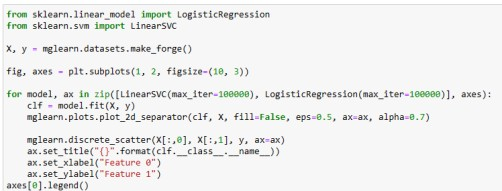 from sklearn.linear_model import LogisticRegression
from sklearn.svm import LinearSVC

X, y = mglearn.datasets.make_forge()

fig, axes = plt.subplots(1, 2, figsize=(10, 3))

for model, ax in zip([LinearSVC(max_iter=100000), LogisticRegression(max_iter=100000)], axes):
    clf = model.fit(X, y)
    mglearn.plots.plot_2d_separator(clf, X, fill=False, eps=0.5, ax=ax, alpha=0.7)

    mglearn.discrete_scatter(X[:,0], X[:,1], y, ax=ax)
    ax.set_title("{}".format(clf.__class__.__name__))
    ax.set_xlabel("Feature 0")
    ax.set_ylabel("Feature 1")
axes[0].legend()